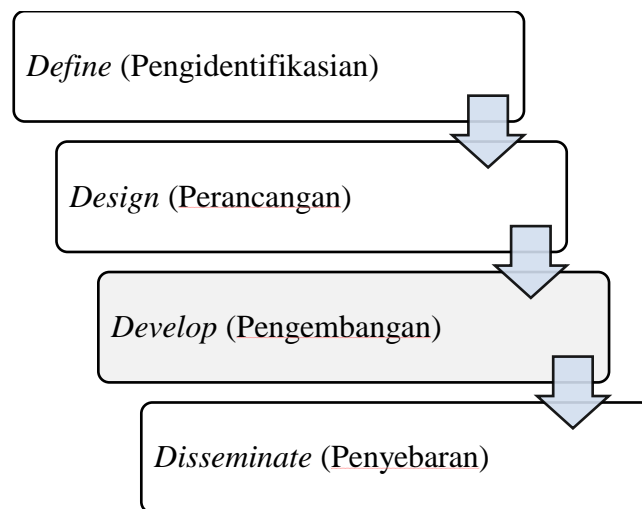 Define (Pengidentifikasian)
Design (Perancangan)
Develop (Pengembangan)
Disseminate (Penyebaran)